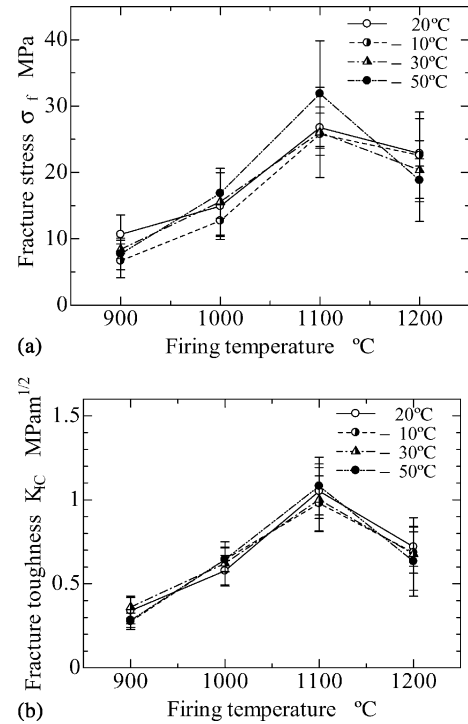 Fracture stress σ f MPa
50
40
30
20
10
0
20ºC
– 10ºC
– 30ºC
– 50ºC
900 1000 1100 1200
(a) Firing temperature ºC
Fracture toughness KIC MPam1/2
1.5
1
0.5
0
20ºC
– 10ºC
– 30ºC
– 50ºC
900 1000 1100 1200
(b) Firing temperature ºC